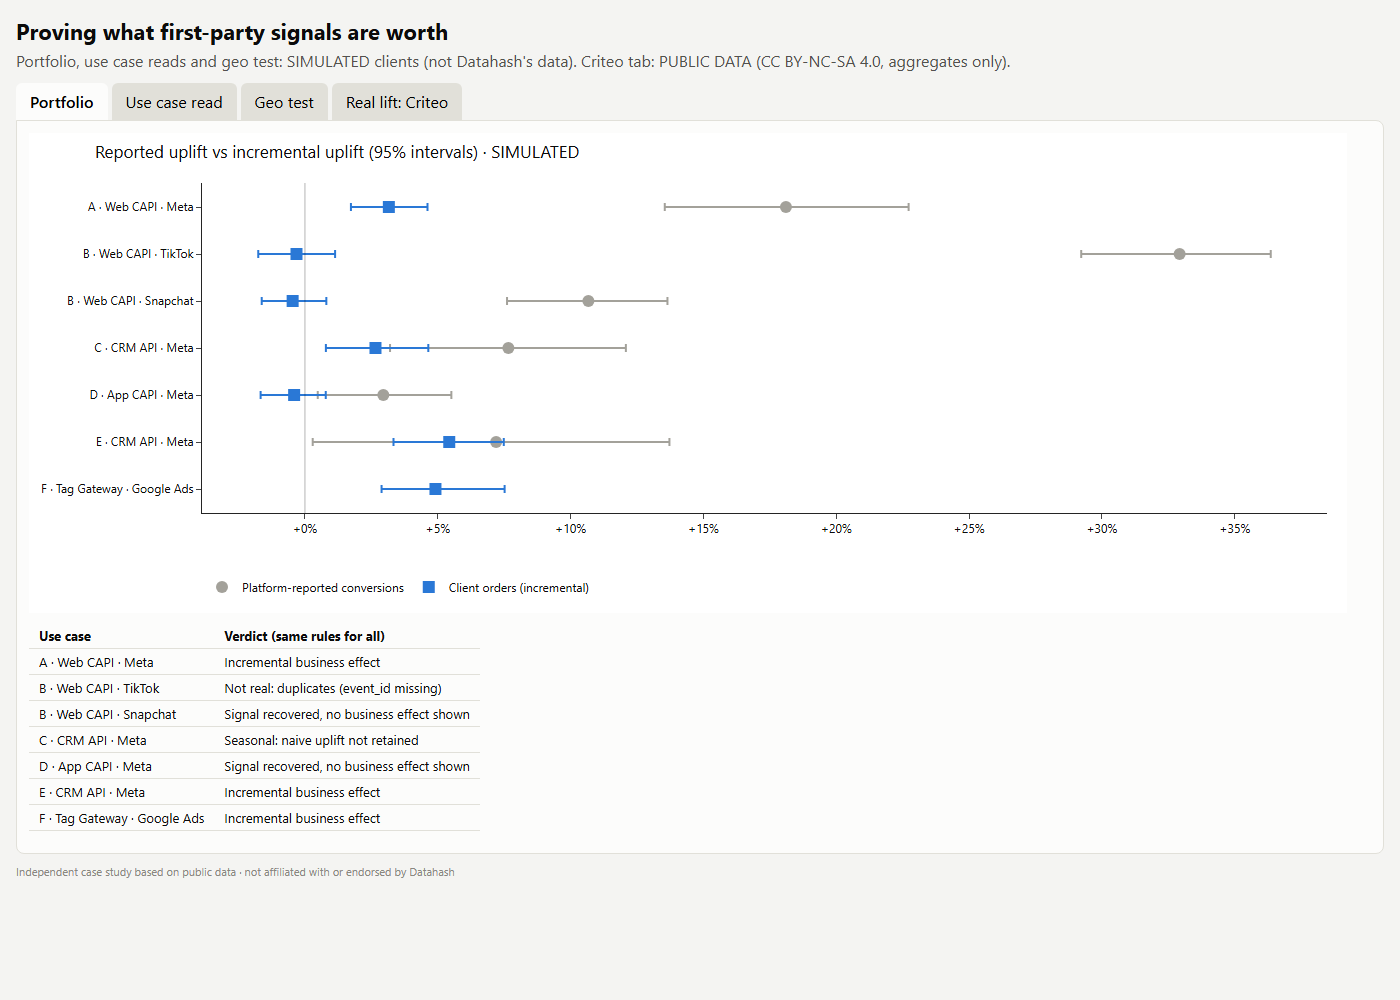 Proving what first-party signals are worth
Portfolio, use case reads and geo test: SIMULATED clients (not Datahash's data). Criteo tab: PUBLIC DATA (CC BY-NC-SA 4.0, aggregates only).
Portfolio Use case read Geo test Real lift: Criteo
Reported uplift vs incremental uplift (95% intervals) · SIMULATED
A · Web CAPI · Meta
B · Web CAPI · TikTok
B · Web CAPI · Snapchat
C · CRM API · Meta
D · App CAPI · Meta
E · CRM API · Meta
F · Tag Gateway · Google Ads
+0% +5% +10% +15% +20% +25% +30% +35%
Platform-reported conversions Client orders (incremental)
Use case Verdict (same rules for all)
A · Web CAPI · Meta Incremental business effect
B · Web CAPI · TikTok Not real: duplicates (event_id missing)
B · Web CAPI · Snapchat Signal recovered, no business effect shown
C · CRM API · Meta Seasonal: naive uplift not retained
D · App CAPI · Meta Signal recovered, no business effect shown
E · CRM API · Meta Incremental business effect
F · Tag Gateway · Google Ads Incremental business effect
Independent case study based on public data · not affiliated with or endorsed by Datahash